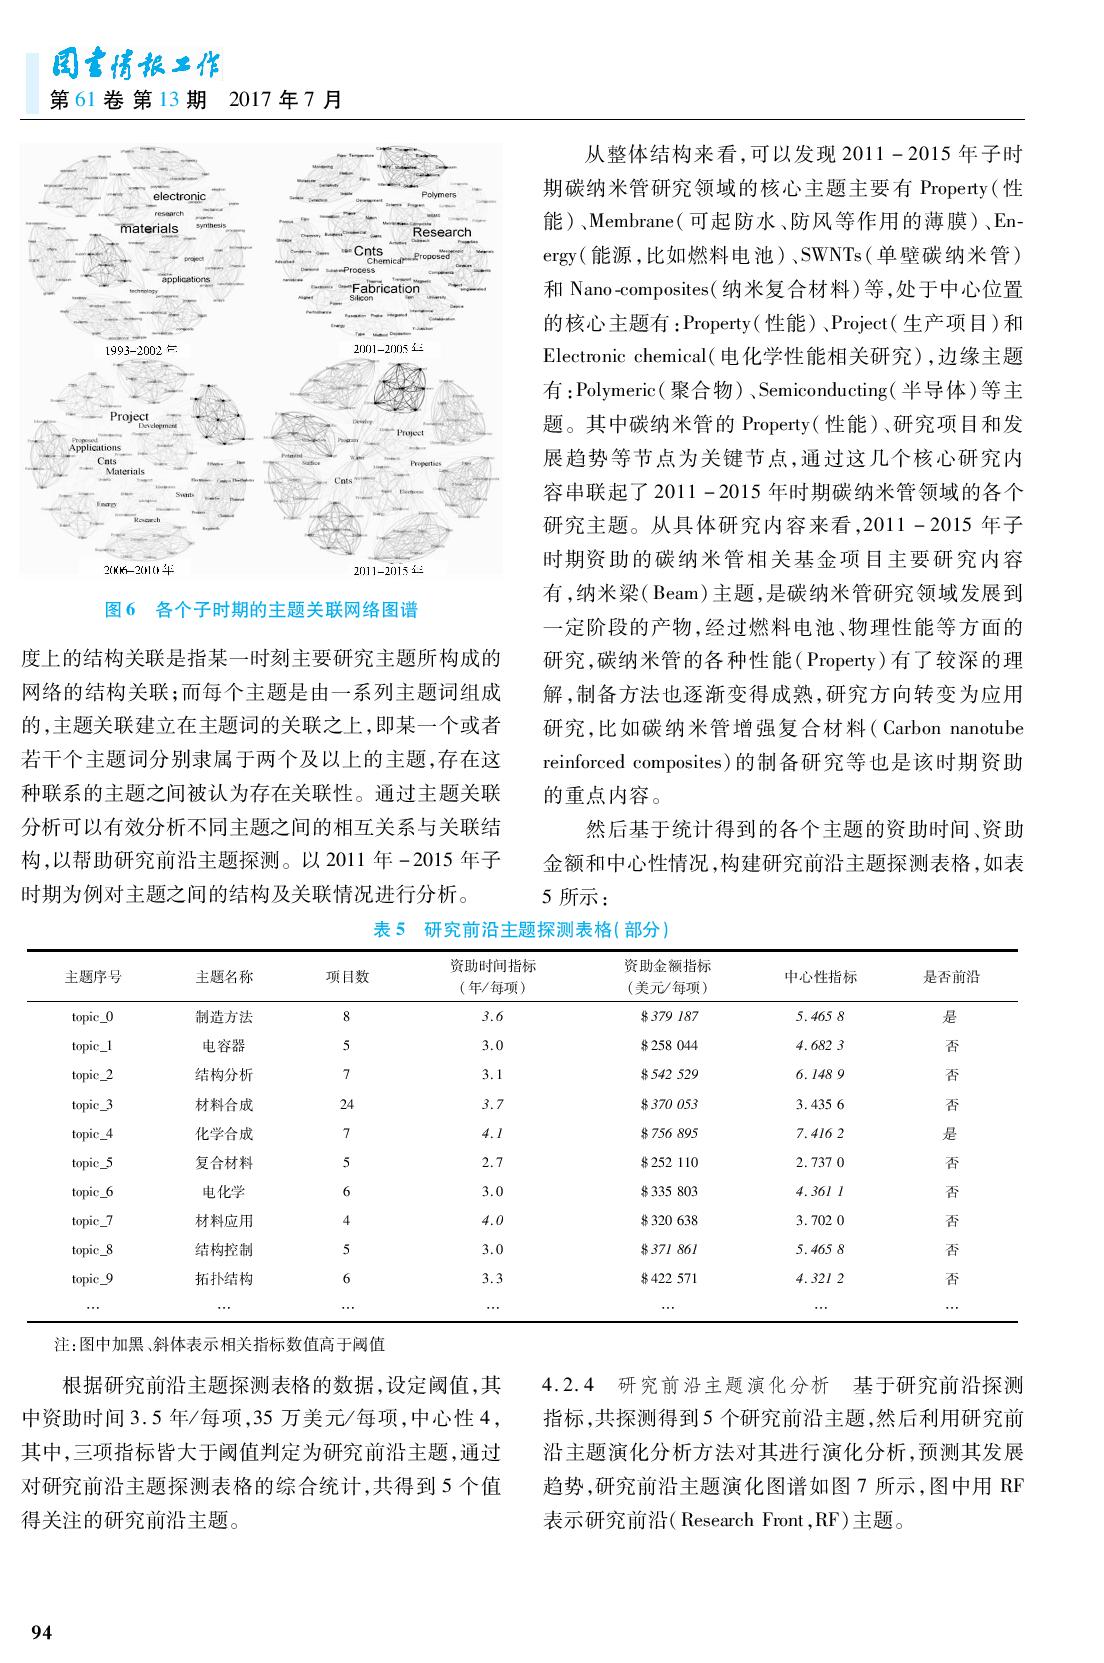 图书情报工作
第 61 卷 第 13 期 2017 年 7 月
electronic
research
materials
synthesis
project
applications
technology
1993-2002 年
Polymers
Research
Cnts
Chemical
Proposed
Process
Fabrication
Silicon
2001-2005 年
Project
Development
Proposed
Applications
Cnts
Materials
Swnts
Energy
Research
2006-2010 年
Project
Program
Properties
Surface
Cnts
Electronic
2011-2015 年
图 6 各个子时期的主题关联网络图谱
度上的结构关联是指某一时刻主要研究主题所构成的
网络的结构关联;而每个主题是由一系列主题词组成
的,主题关联建立在主题词的关联之上,即某一个或者
若干个主题词分别隶属于两个及以上的主题,存在这
种联系的主题之间被认为存在关联性。通过主题关联
分析可以有效分析不同主题之间的相互关系与关联结
构,以帮助研究前沿主题探测。以 2011 年 -2015 年子
时期为例对主题之间的结构及关联情况进行分析。
从整体结构来看,可以发现 2011 - 2015 年子时
期碳纳米管研究领域的核心主题主要有 Property(性
能)、Membrane(可起防水、防风等作用的薄膜)、En-
ergy(能源,比如燃料电池)、SWNTs(单壁碳纳米管)
和 Nano-composites(纳米复合材料)等,处于中心位置
的核心主题有:Property(性能)、Project(生产项目)和
Electronic chemical(电化学性能相关研究),边缘主题
有:Polymeric(聚合物)、Semiconducting(半导体)等主
题。其中碳纳米管的 Property(性能)、研究项目和发
展趋势等节点为关键节点,通过这几个核心研究内
容串联起了 2011 - 2015 年时期碳纳米管领域的各个
研究主题。从具体研究内容来看,2011 - 2015 年子
时期资助的碳纳米管相关基金项目主要研究内容
有,纳米梁(Beam)主题,是碳纳米管研究领域发展到
一定阶段的产物,经过燃料电池、物理性能等方面的
研究,碳纳米管的各种性能(Property)有了较深的理
解,制备方法也逐渐变得成熟,研究方向转变为应用
研究,比如碳纳米管增强复合材料(Carbon nanotube
reinforced composites)的制备研究等也是该时期资助
的重点内容。
然后基于统计得到的各个主题的资助时间、资助
金额和中心性情况,构建研究前沿主题探测表格,如表
5 所示:
表 5 研究前沿主题探测表格(部分)
主题序号 主题名称 项目数 资助时间指标(年/每项) 资助金额指标(美元/每项) 中心性指标 是否前沿
topic_0 制造方法 8 3.6 $379 187 5.465 8 是
topic_1 电容器 5 3.0 $258 044 4.682 3 否
topic_2 结构分析 7 3.1 $542 529 6.148 9 否
topic_3 材料合成 24 3.7 $370 053 3.435 6 否
topic_4 化学合成 7 4.1 $756 895 7.416 2 是
topic_5 复合材料 5 2.7 $252 110 2.737 0 否
topic_6 电化学 6 3.0 $335 803 4.361 1 否
topic_7 材料应用 4 4.0 $320 638 3.702 0 否
topic_8 结构控制 5 3.0 $371 861 5.465 8 否
topic_9 拓扑结构 6 3.3 $422 571 4.321 2 否
… … … … … … …
注:图中加黑、斜体表示相关指标数值高于阈值
根据研究前沿主题探测表格的数据,设定阈值,其
中资助时间 3.5 年/每项,35 万美元/每项,中心性 4,
其中,三项指标皆大于阈值判定为研究前沿主题,通过
对研究前沿主题探测表格的综合统计,共得到 5 个值
得关注的研究前沿主题。
4.2.4 研究前沿主题演化分析 基于研究前沿探测
指标,共探测得到 5 个研究前沿主题,然后利用研究前
沿主题演化分析方法对其进行演化分析,预测其发展
趋势,研究前沿主题演化图谱如图 7 所示,图中用 RF
表示研究前沿(Research Front,RF)主题。
94